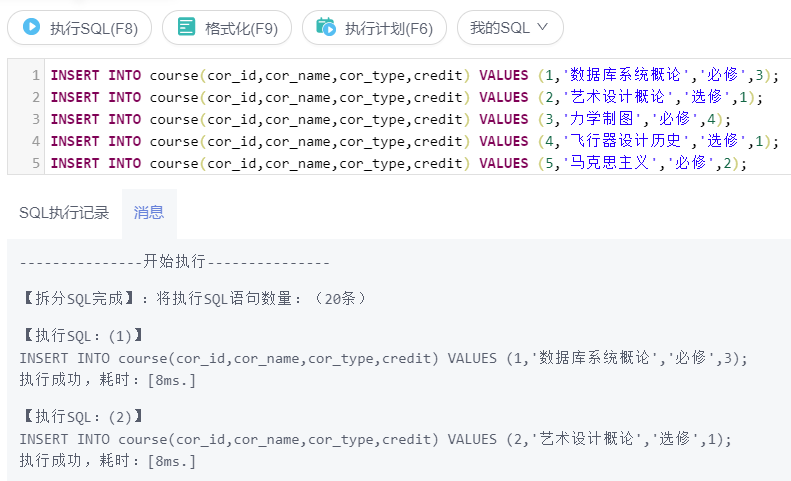 执行SQL(F8) 格式化(F9) 执行计划(F6) 我的SQL
1 INSERT INTO course(cor_id,cor_name,cor_type,credit) VALUES (1,'数据库系统概论','必修',3);
2 INSERT INTO course(cor_id,cor_name,cor_type,credit) VALUES (2,'艺术设计概论','选修',1);
3 INSERT INTO course(cor_id,cor_name,cor_type,credit) VALUES (3,'力学制图','必修',4);
4 INSERT INTO course(cor_id,cor_name,cor_type,credit) VALUES (4,'飞行器设计历史','选修',1);
5 INSERT INTO course(cor_id,cor_name,cor_type,credit) VALUES (5,'马克思主义','必修',2);
SQL执行记录 消息
---------------开始执行---------------
【拆分SQL完成】：将执行SQL语句数量：（20条）
【执行SQL：(1)】
INSERT INTO course(cor_id,cor_name,cor_type,credit) VALUES (1,'数据库系统概论','必修',3);
执行成功，耗时：[8ms.]
【执行SQL：(2)】
INSERT INTO course(cor_id,cor_name,cor_type,credit) VALUES (2,'艺术设计概论','选修',1);
执行成功，耗时：[8ms.]